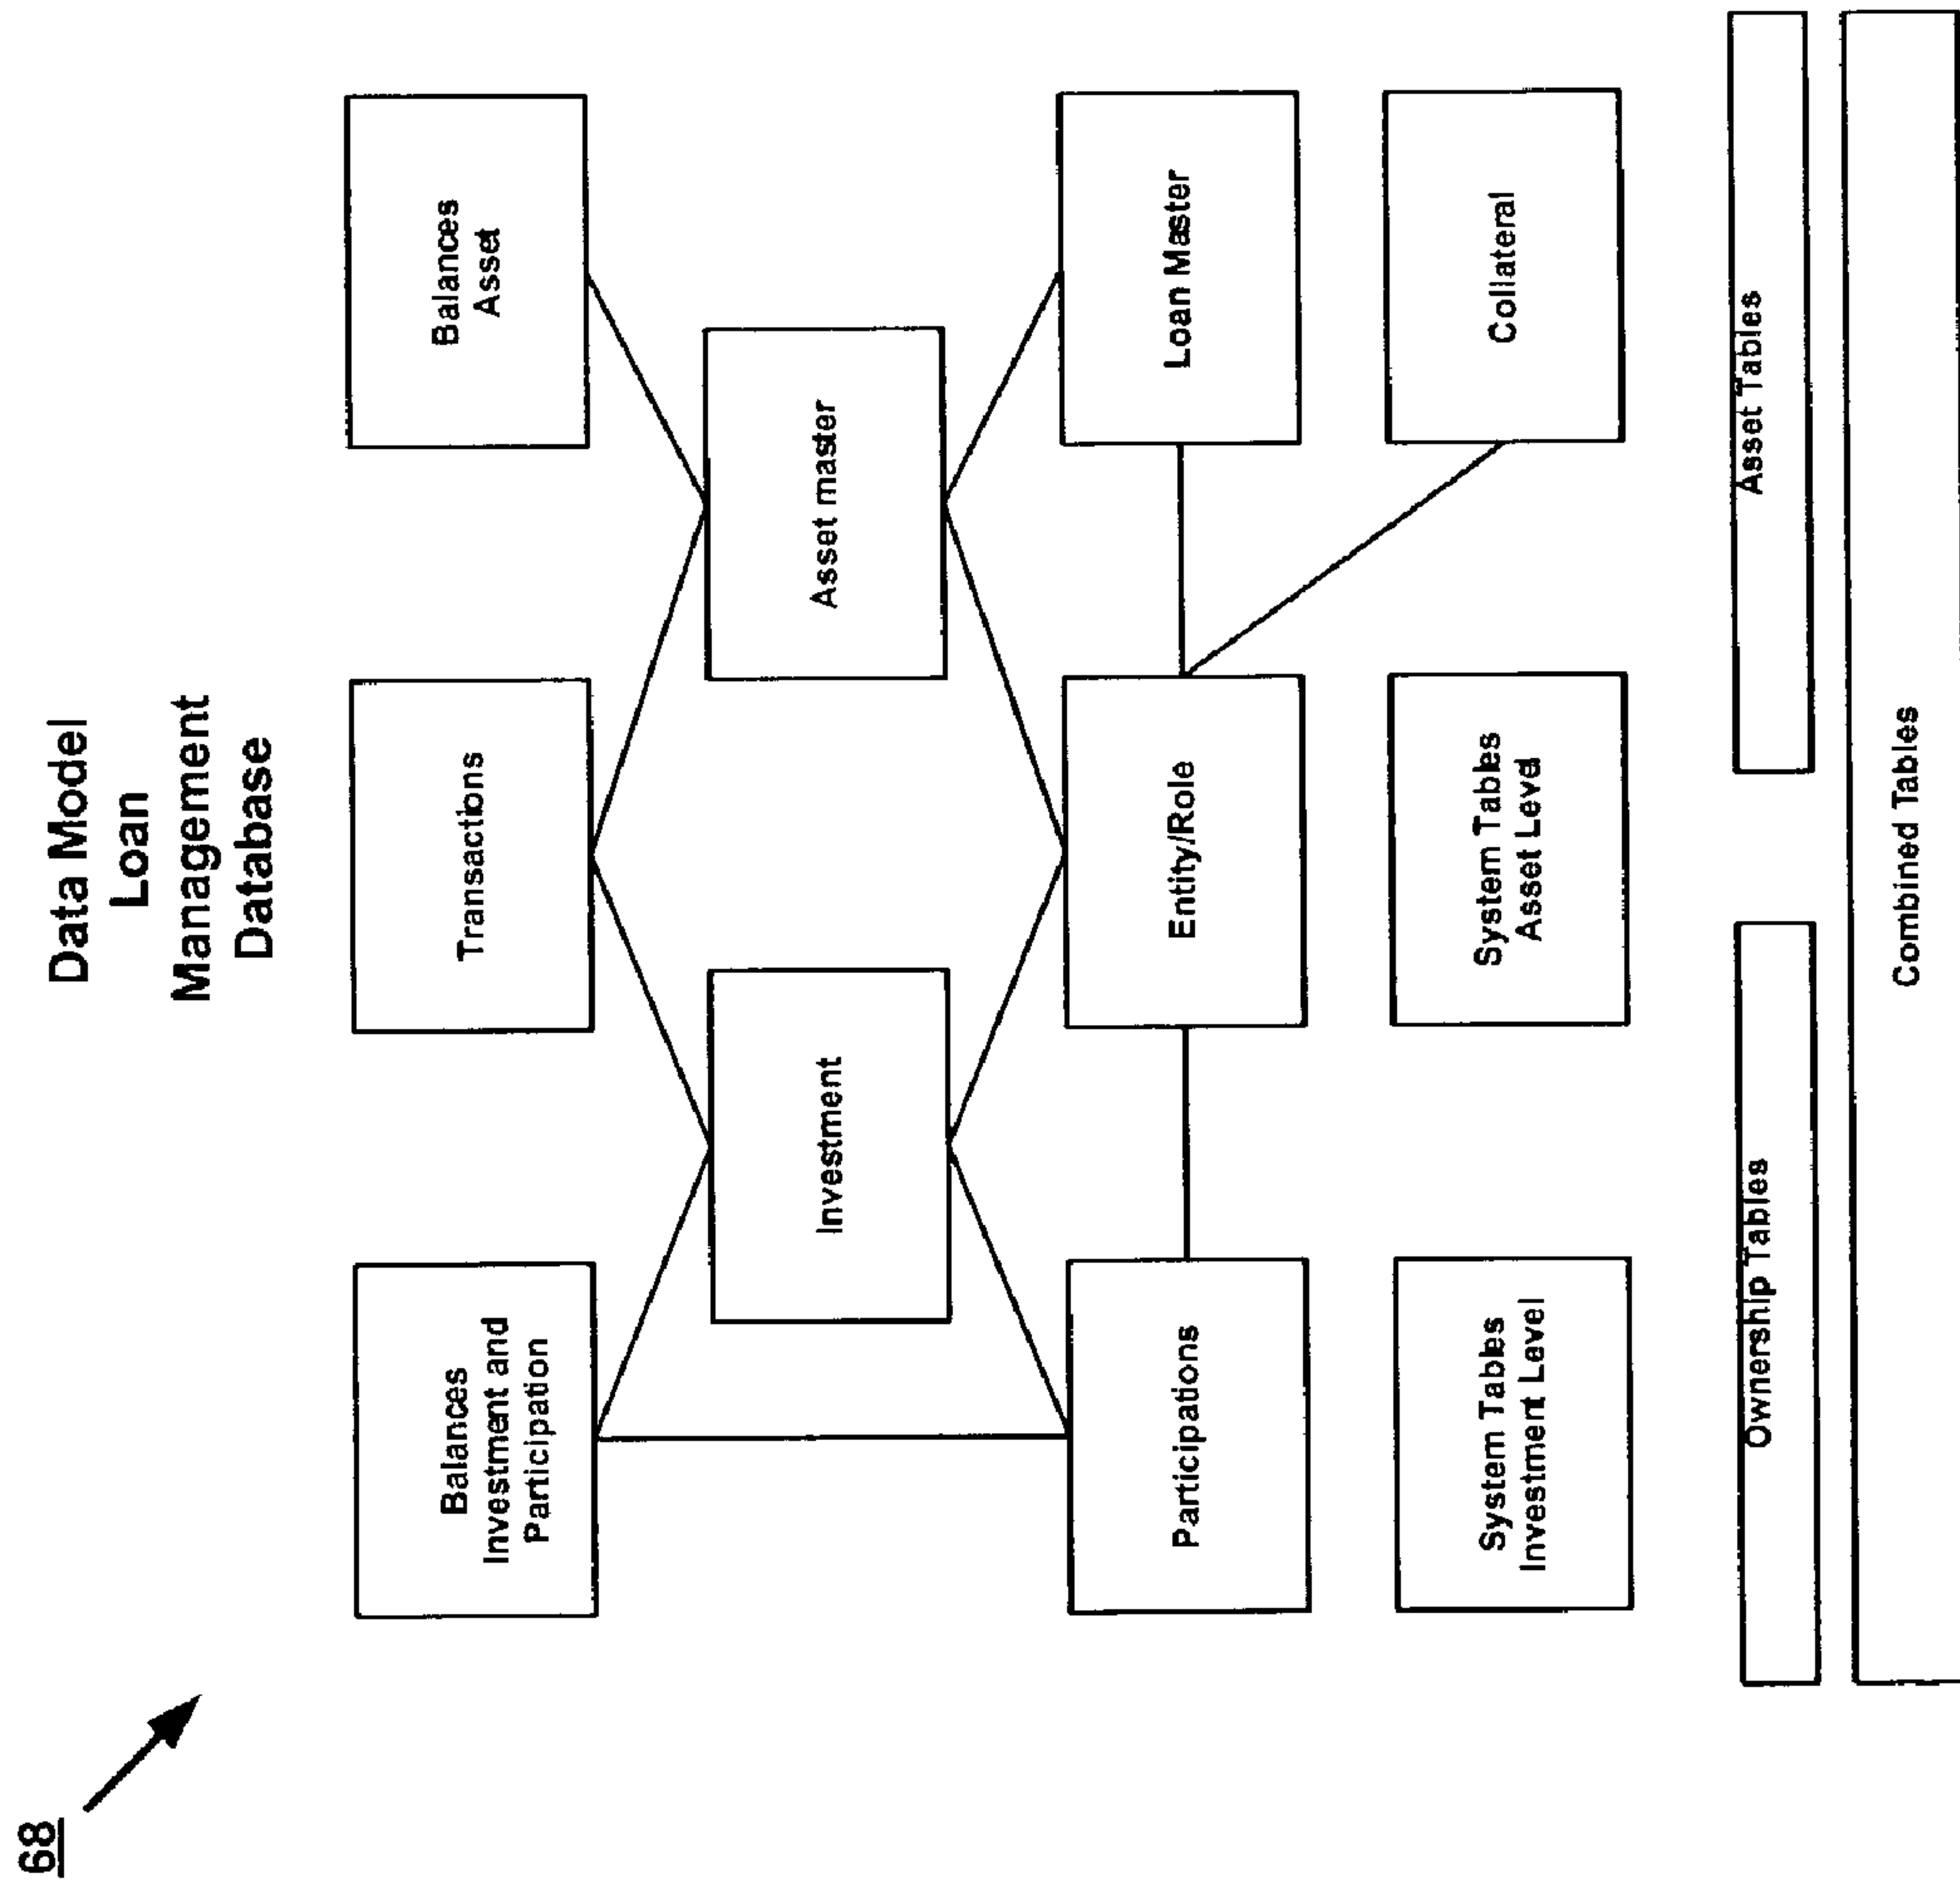 68
Data Model
Loan
Management
Database
Balances
Investment and
Participation
Transactions
Balances
Asset
Investment
Asset master
Participations
Entity/Role
Loan Master
System Tables
Investment Level
System Tables
Asset Level
Collateral
Ownership Tables
Asset Tables
Combined Tables